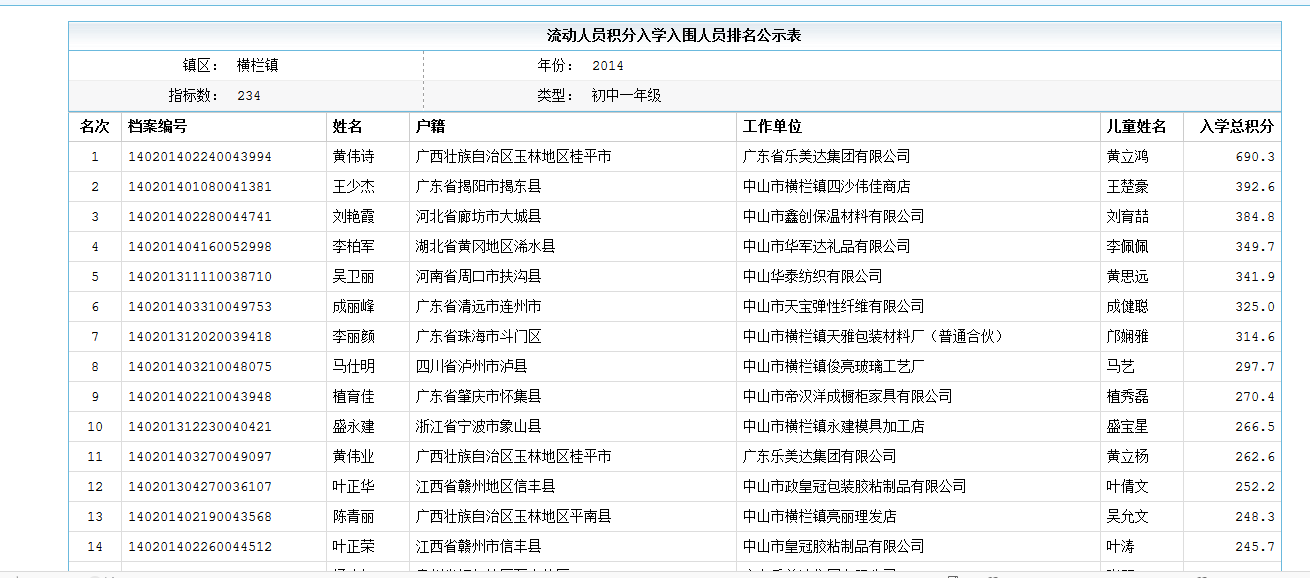 流动人员积分入学入围人员排名公示表
镇区： 横栏镇 年份： 2014
指标数： 234 类型： 初中一年级
名次 档案编号 姓名 户籍 工作单位 儿童姓名 入学总积分
1 140201402240043994 黄伟诗 广西壮族自治区玉林地区桂平市 广东省乐美达集团有限公司 黄立鸿 690.3
2 140201401080041381 王少杰 广东省揭阳市揭东县 中山市横栏镇四沙伟佳商店 王楚豪 392.6
3 140201402280044741 刘艳霞 河北省廊坊市大城县 中山市鑫创保温材料有限公司 刘育喆 384.8
4 140201404160052998 李柏军 湖北省黄冈地区浠水县 中山市华军达礼品有限公司 李佩佩 349.7
5 140201311110038710 吴卫丽 河南省周口市扶沟县 中山华泰纺织有限公司 黄思远 341.9
6 140201403310049753 成丽峰 广东省清远市连州市 中山市天宝弹性纤维有限公司 成健聪 325.0
7 140201312020039418 李丽颜 广东省珠海市斗门区 中山市横栏镇天雅包装材料厂（普通合伙） 邝娴雅 314.6
8 140201403210048075 马仕明 四川省泸州市泸县 中山市横栏镇俊亮玻璃工艺厂 马艺 297.7
9 140201402210043948 植育佳 广东省肇庆市怀集县 中山市帝汉洋成橱柜家具有限公司 植秀磊 270.4
10 140201312230040421 盛永建 浙江省宁波市象山县 中山市横栏镇永建模具加工店 盛宝星 266.5
11 140201403270049097 黄伟业 广西壮族自治区玉林地区桂平市 广东乐美达集团有限公司 黄立杨 262.6
12 140201304270036107 叶正华 江西省赣州地区信丰县 中山市政皇冠包装胶粘制品有限公司 叶倩文 252.2
13 140201402190043568 陈青丽 广西壮族自治区玉林地区平南县 中山市横栏镇亮丽理发店 吴允文 248.3
14 140201402260044512 叶正荣 江西省赣州市信丰县 中山市皇冠胶粘制品有限公司 叶涛 245.7